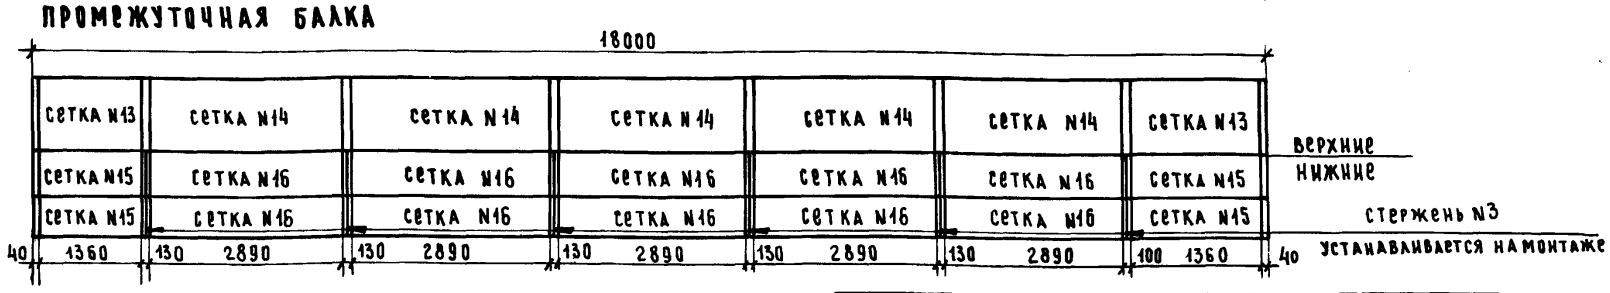 ПРОМЕЖУТОЧНАЯ БАЛКА
18000
СЕТКА N13 СЕТКА N14 СЕТКА N14 СЕТКА N14 СЕТКА N14 СЕТКА N14 СЕТКА N13
ВЕРХНИЕ
СЕТКА N15 СЕТКА N16 СЕТКА N16 СЕТКА N16 СЕТКА N16 СЕТКА N16 СЕТКА N15
НИЖНИЕ
СЕТКА N15 СЕТКА N16 СЕТКА N16 СЕТКА N16 СЕТКА N16 СЕТКА N16 СЕТКА N15
СТЕРЖЕНЬ N3
УСТАНАВЛИВАЕТСЯ НА МОНТАЖЕ
40 1360 130 2890 130 2890 130 2890 130 2890 130 2890 100 1360 40